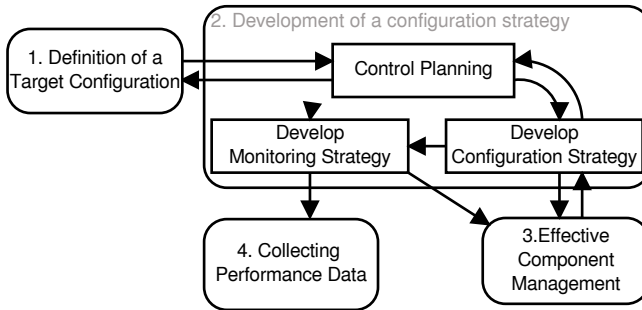 2. Development of a configuration strategy
1. Definition of a
Target Configuration
Control Planning
Develop
Monitoring Strategy
Develop
Configuration Strategy
4. Collecting
Performance Data
3.Effective
Component
Management